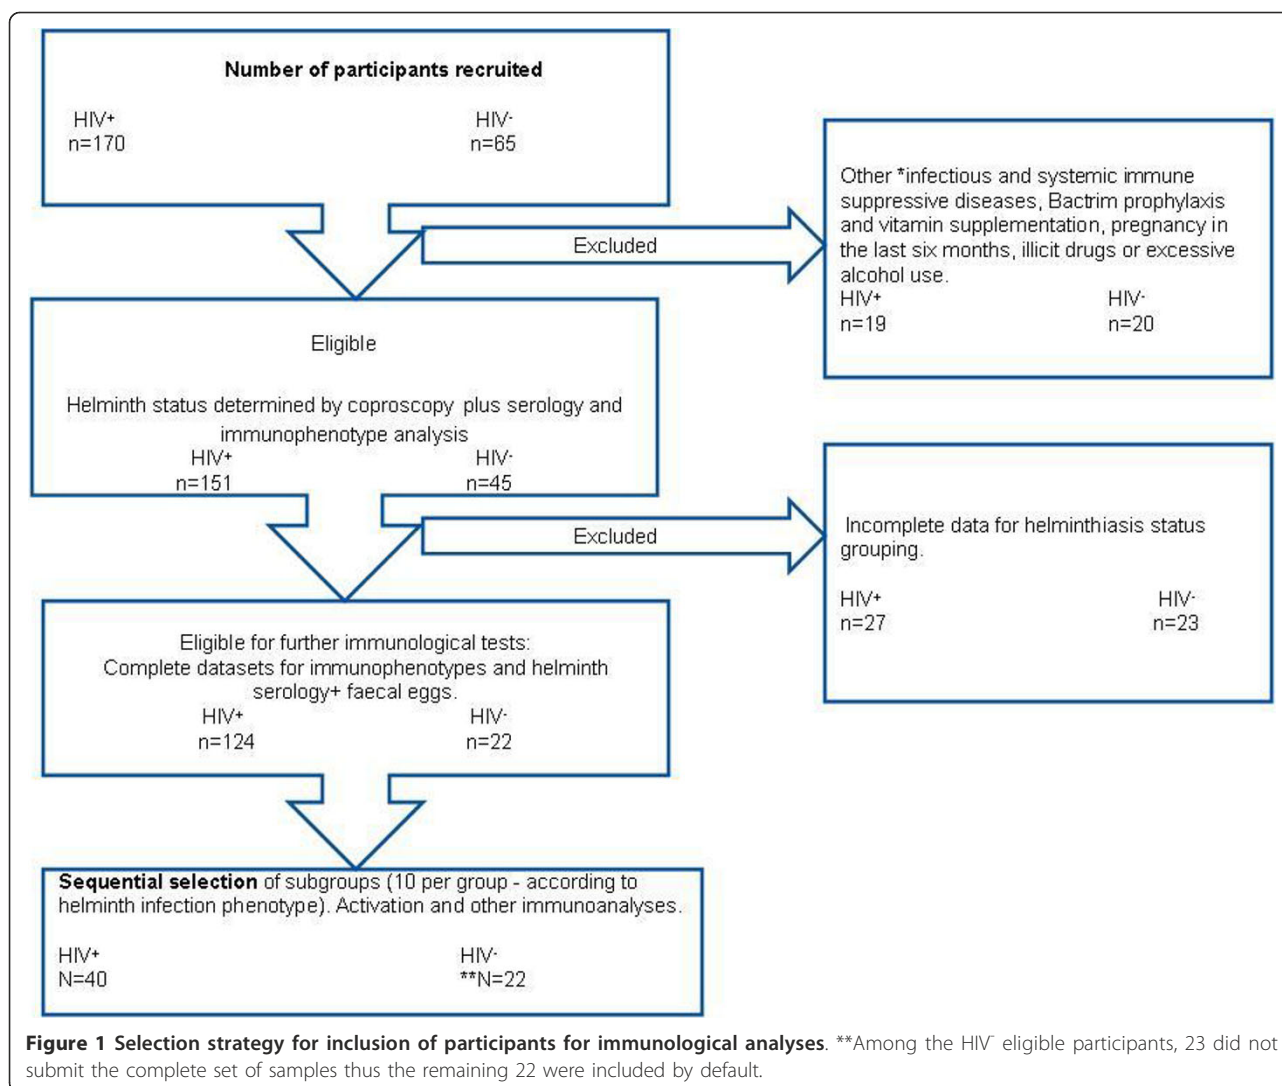 Number of participants recruited
HIV+ HIV-
n=170 n=65
Excluded
Other *infectious and systemic immune
suppressive diseases, Bactrim prophylaxis
and vitamin supplementation, pregnancy in
the last six months, illicit drugs or excessive
alcohol use.
HIV+ HIV-
n=19 n=20
Eligible
Helminth status determined by coproscopy plus serology and
immunophenotype analysis
HIV+ HIV-
n=151 n=45
Excluded
Incomplete data for helminthiasis status
grouping.
HIV+ HIV-
n=27 n=23
Eligible for further immunological tests:
Complete datasets for immunophenotypes and helminth
serology+ faecal eggs.
HIV+ HIV-
n=124 n=22
Sequential selection of subgroups (10 per group - according to
helminth infection phenotype). Activation and other immunoanalyses.
HIV+ HIV-
N=40 **N=22
Figure 1 Selection strategy for inclusion of participants for immunological analyses. **Among the HIV- eligible participants, 23 did not
submit the complete set of samples thus the remaining 22 were included by default.